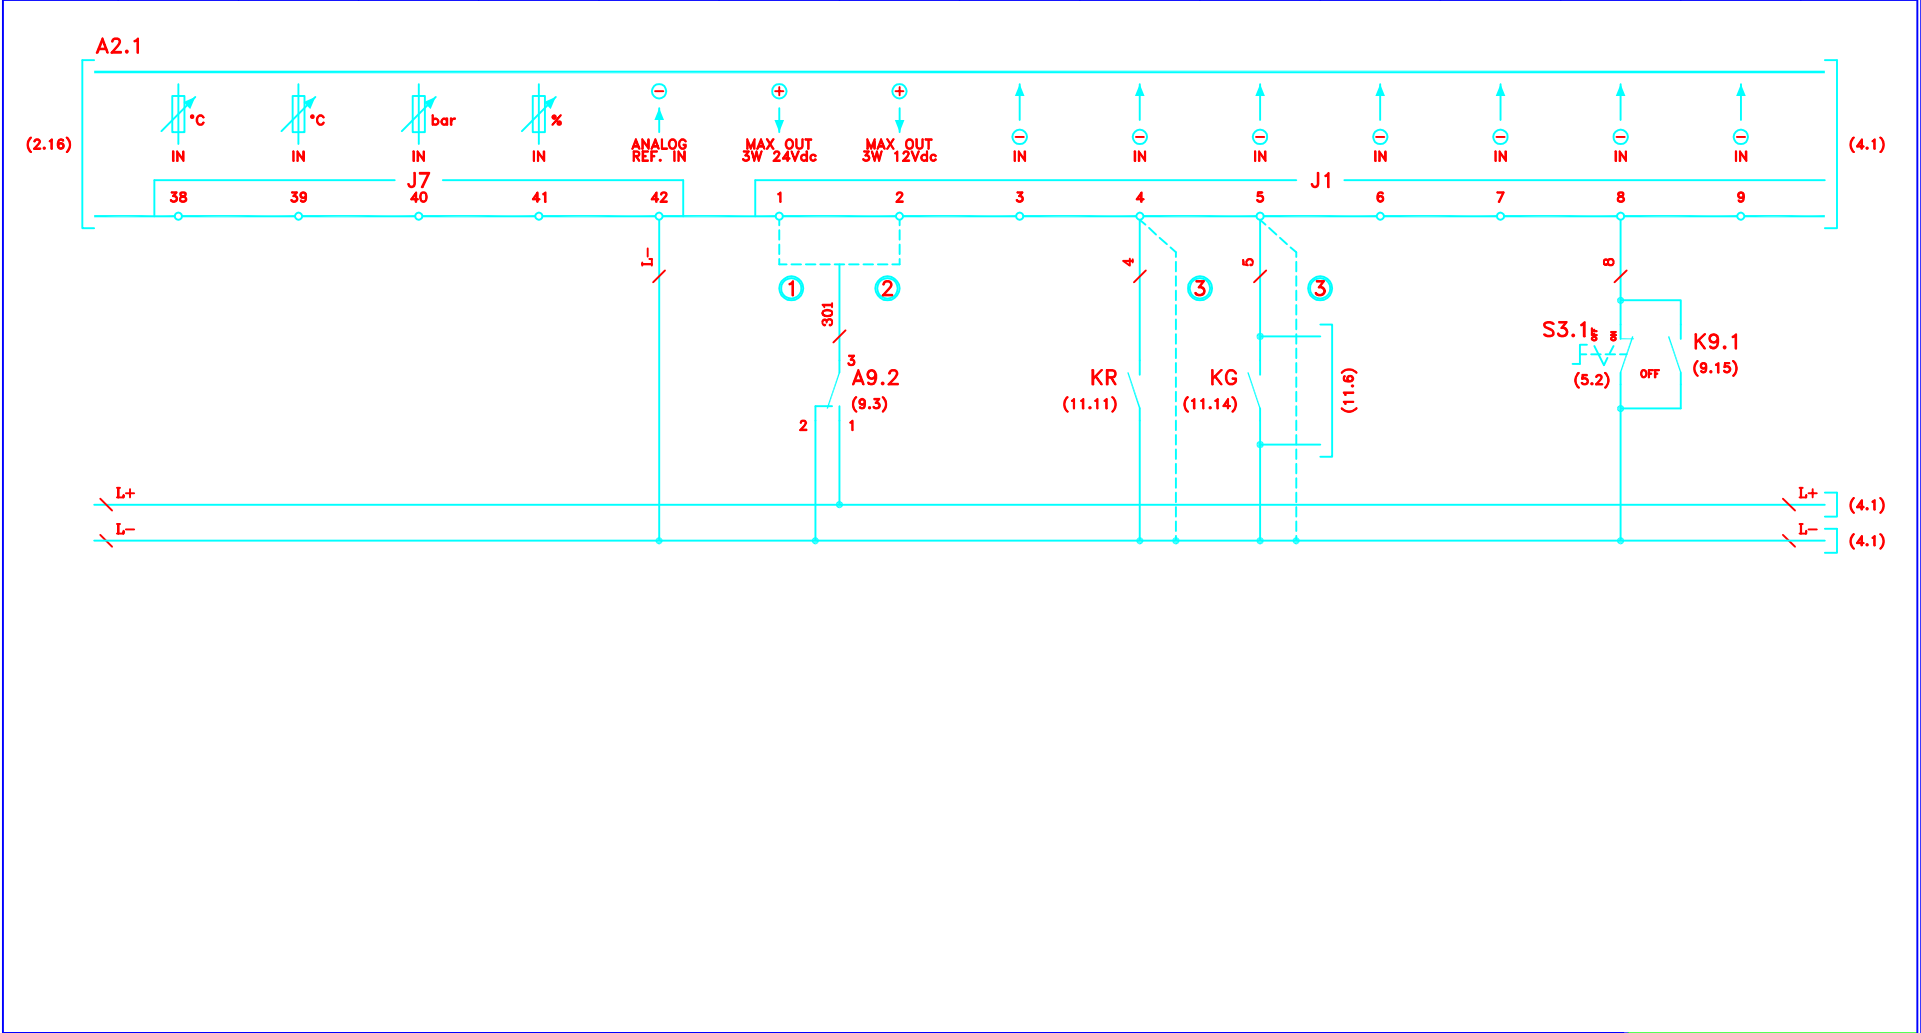 A2.1
(2.16)
°C
°C
bar
%
IN
IN
IN
IN
ANALOG
REF. IN
MAX OUT
3W 24Vdc
MAX OUT
3W 12Vdc
IN
IN
IN
IN
IN
IN
IN
(4.1)
J7
J1
38
39
40
41
42
1
2
3
4
5
6
7
8
9
L-
1
2
301
3
A9.2
(9.3)
2
1
4
3
KR
(11.11)
5
3
KG
(11.14)
(11.6)
8
S3.1
OFF
ON
(5.2)
OFF
K9.1
(9.15)
L+
L+
(4.1)
L-
L-
(4.1)